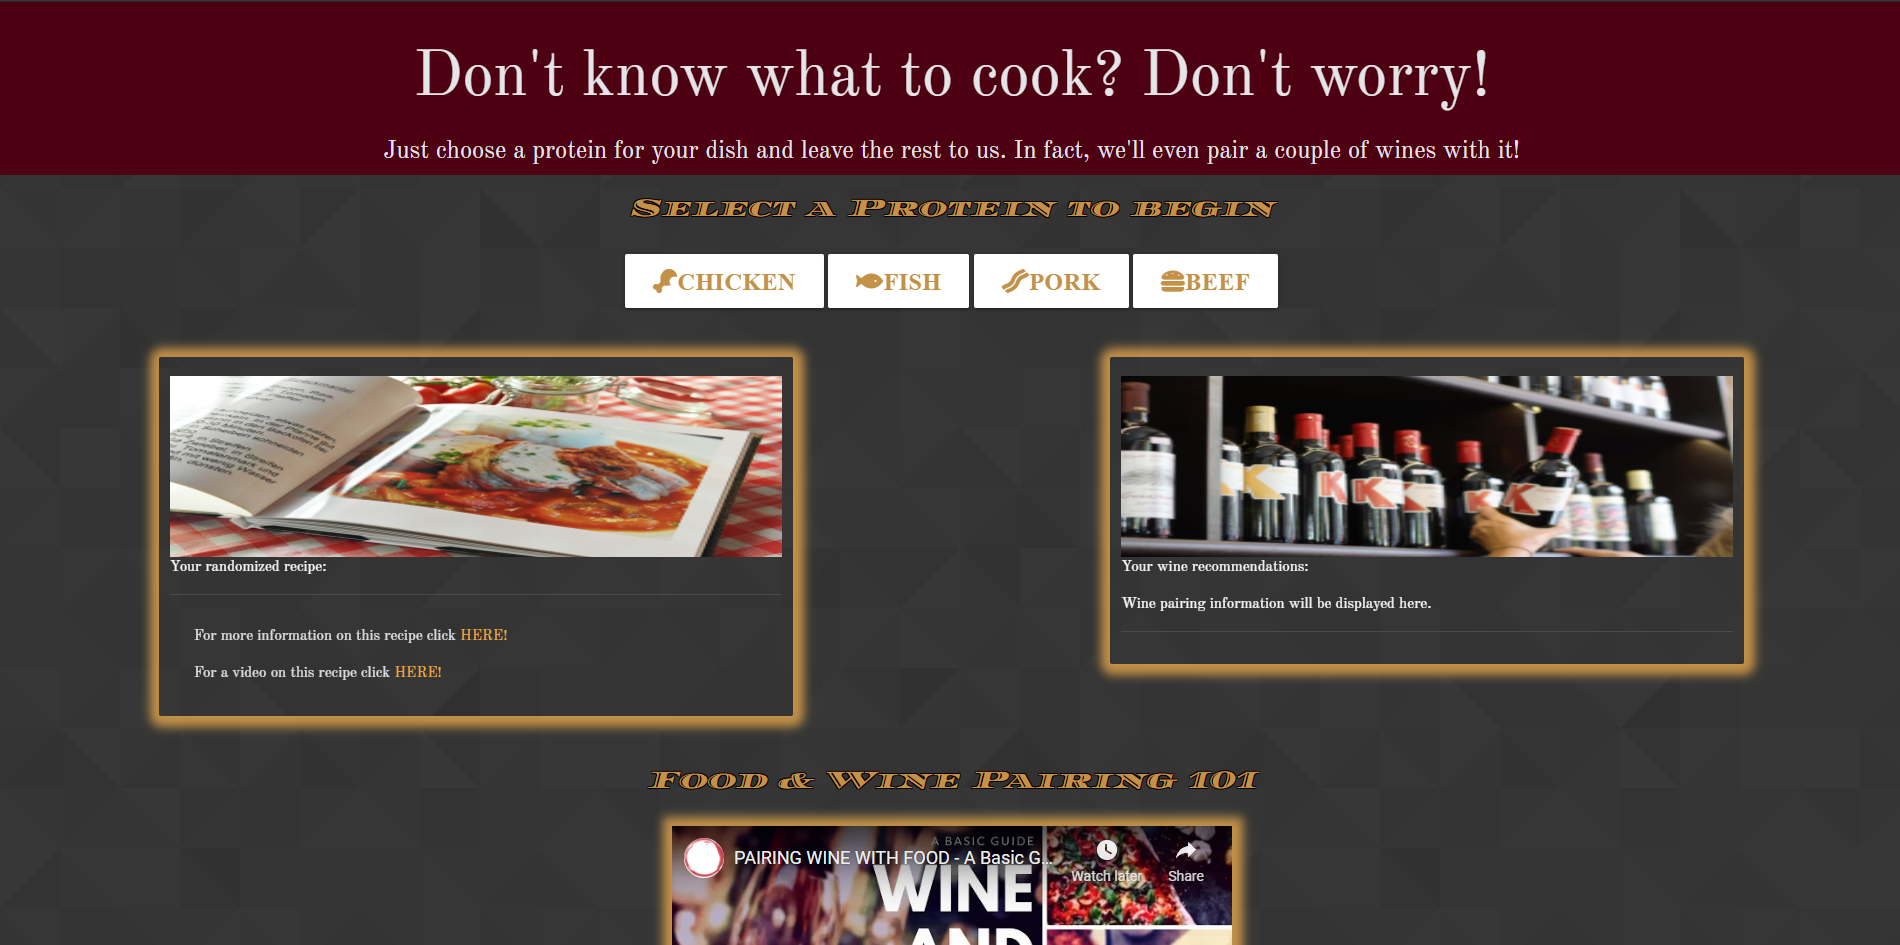 Don't know what to cook? Don't worry!
Just choose a protein for your dish and leave the rest to us. In fact, we'll even pair a couple of wines with it!
Select a Protein to begin
CHICKEN
FISH
PORK
BEEF
Your randomized recipe:
For more information on this recipe click HERE!
For a video on this recipe click HERE!
Your wine recommendations:
Wine pairing information will be displayed here.
Food & Wine Pairing 101
A BASIC GUIDE
PAIRING WINE WITH FOOD - A Basic G...
Watch later
Share
WINE
AND